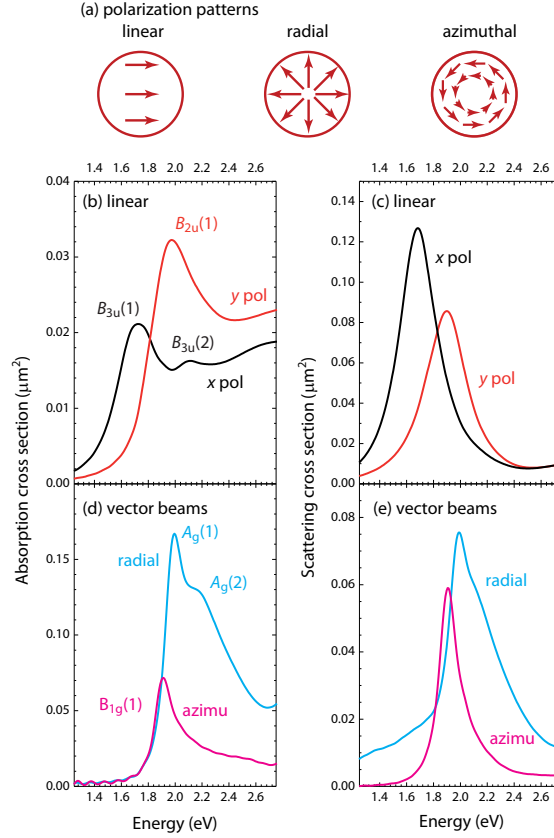 (a) polarization patterns
linear radial azimuthal
1.4 1.6 1.8 2.0 2.2 2.4 2.6 1.4 1.6 1.8 2.0 2.2 2.4 2.6
0.04
(b) linear
B2u(1)
0.03
y pol
B3u(1)
0.02
B3u(2)
x pol
0.01
0.00
0.14
(c) linear
0.12
x pol
0.10
0.08
y pol
0.06
0.04
0.02
0.00
Absorption cross section (μm²)
Scattering cross section (μm²)
(d) vector beams
Ag(1)
0.15
radial
Ag(2)
0.10
B1g(1)
0.05
azimu
0.00
1.4 1.6 1.8 2.0 2.2 2.4 2.6
Energy (eV)
0.08
(e) vector beams
radial
0.06
0.04
azimu
0.02
0.00
1.4 1.6 1.8 2.0 2.2 2.4 2.6
Energy (eV)